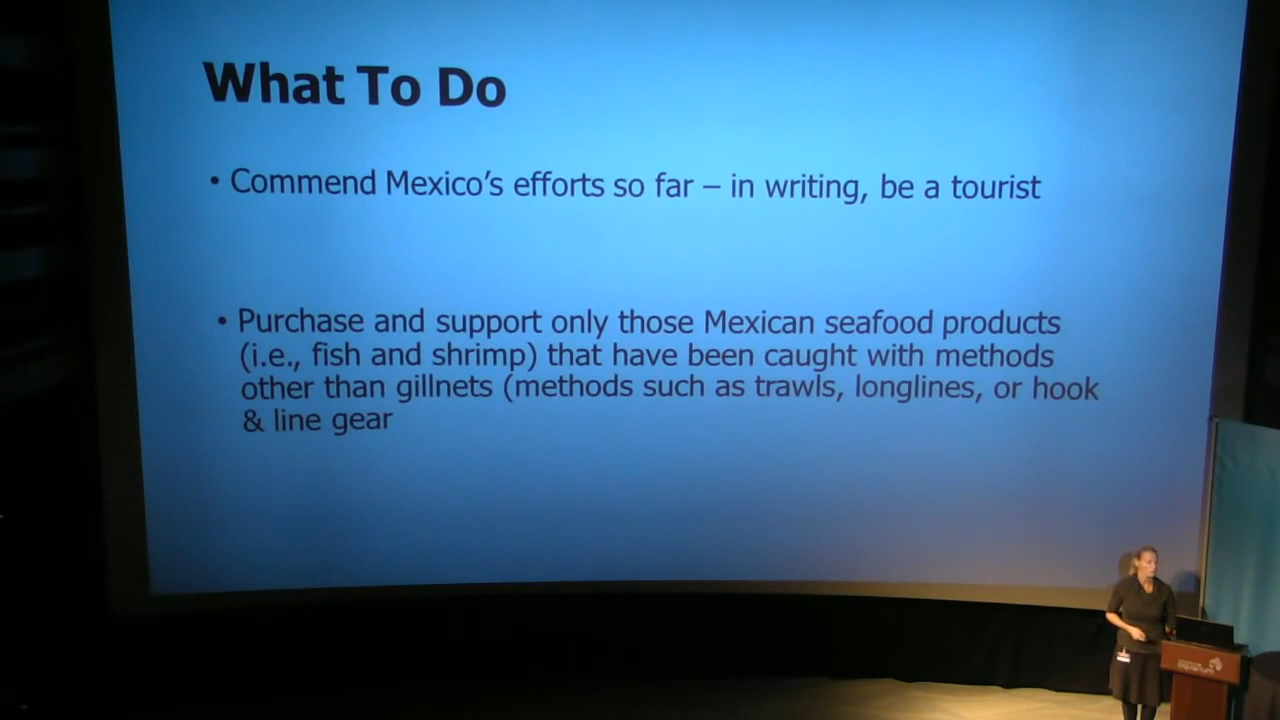 What To Do
• Commend Mexico's efforts so far – in writing, be a tourist
• Purchase and support only those Mexican seafood products
(i.e., fish and shrimp) that have been caught with methods
other than gillnets (methods such as trawls, longlines, or hook
& line gear